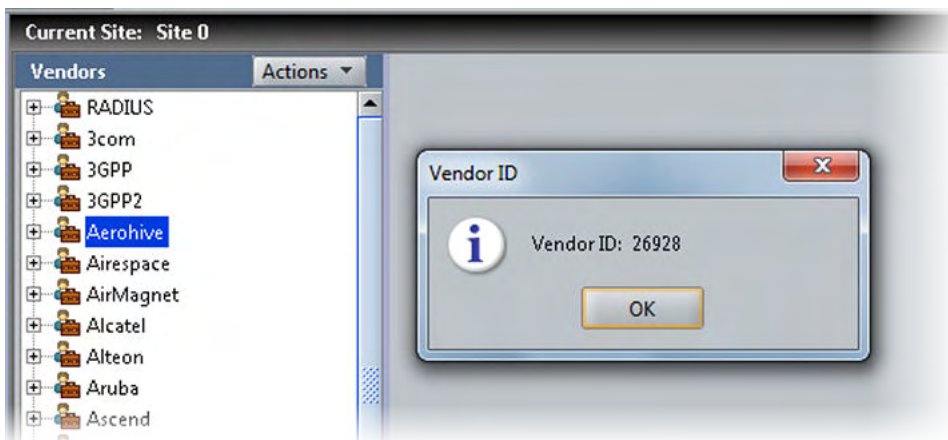 Current Site: Site 0
Vendors
Actions
RADIUS
3com
3GPP
3GPP2
Aerohive
Airespace
AirMagnet
Alcatel
Alteon
Aruba
Ascend
Vendor ID
Vendor ID: 26928
OK